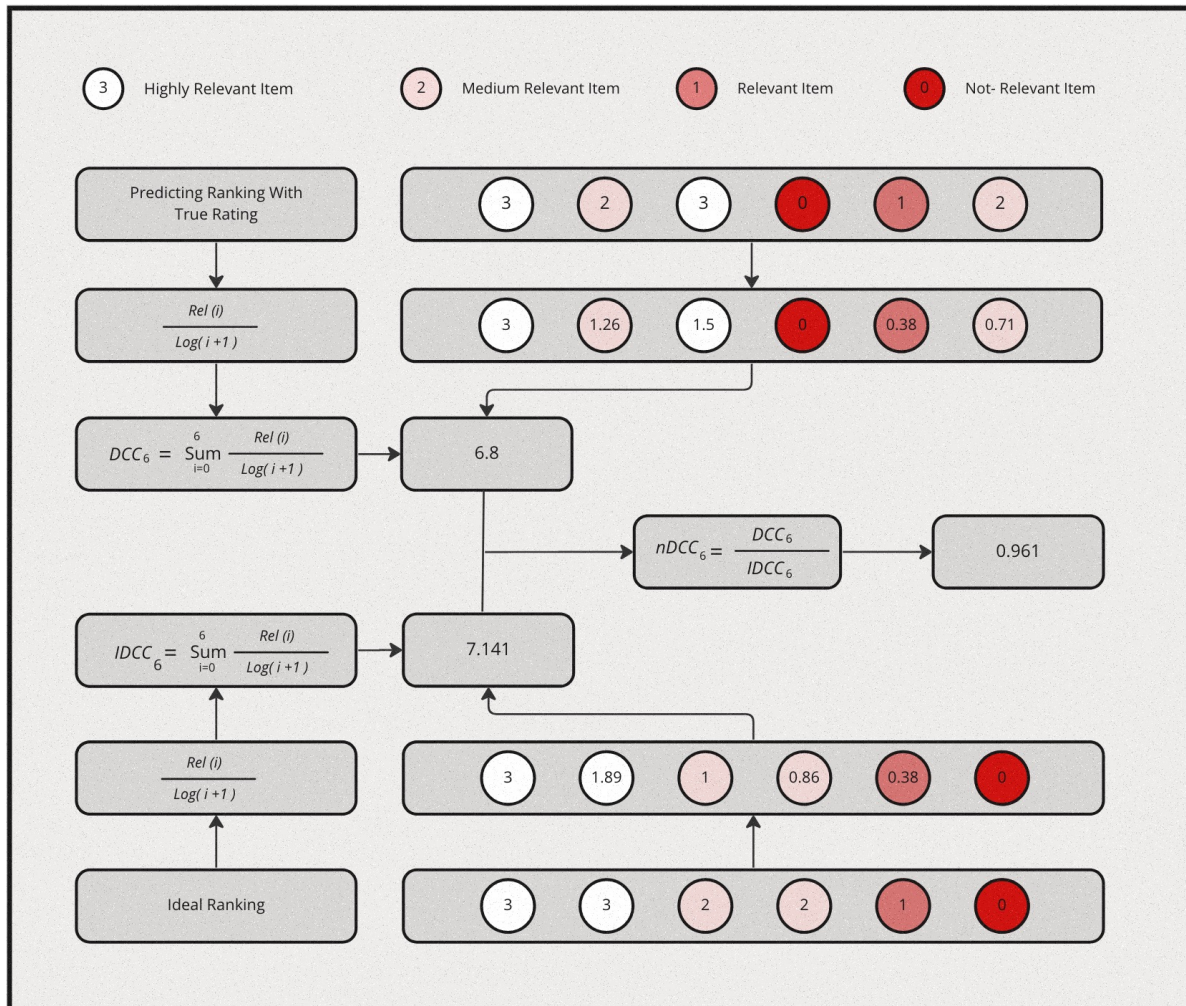 3 Highly Relevant Item 2 Medium Relevant Item 1 Relevant Item 0 Not- Relevant Item
Predicting Ranking With
True Rating
3 2 3 0 1 2
Rel (i)
Log( i +1 )
3 1.26 1.5 0 0.38 0.71
DCC6 = 6 Sum i=0 Rel (i)
Log( i +1 )
6.8
nDCC6 = DCC6
IDCC6
0.961
IDCC6 = 6 Sum i=0 Rel (i)
Log( i +1 )
7.141
Rel (i)
Log( i +1 )
3 1.89 1 0.86 0.38 0
Ideal Ranking
3 3 2 2 1 0